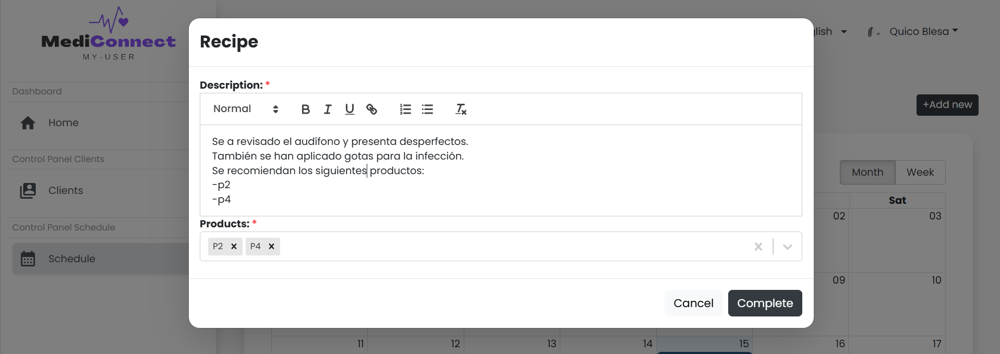 MediConnect
MY-USER
Dashboard
Home
Control Panel Clients
Clients
Control Panel Schedule
Schedule
Recipe
Description: *
Normal
Se a revisado el audífono y presenta desperfectos.
También se han aplicado gotas para la infección.
Se recomiendan los siguientes productos:
-p2
-p4
Products: *
P2
P4
Cancel
Complete
Quico Blesa
+Add new
Month
Week
Sat
02
03
09
10
11
12
13
14
15
16
17